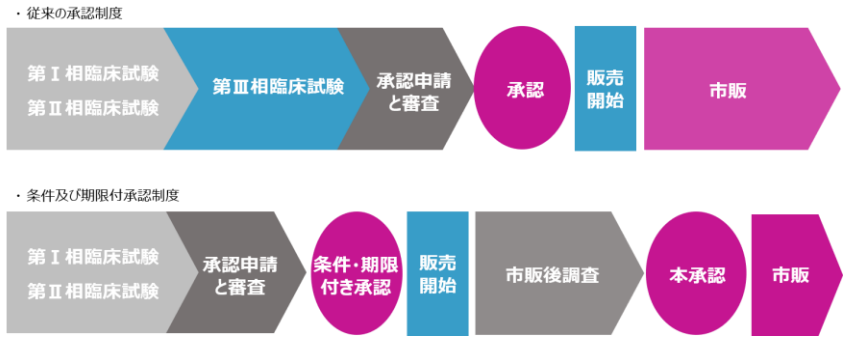 ・従来の承認制度
第Ⅰ相臨床試験
第Ⅱ相臨床試験
第Ⅲ相臨床試験
承認申請
と審査
承認
販売
開始
市販
・条件及び期限付承認制度
第Ⅰ相臨床試験
第Ⅱ相臨床試験
承認申請
と審査
条件・期限
付き承認
販売
開始
市販後調査
本承認
市販